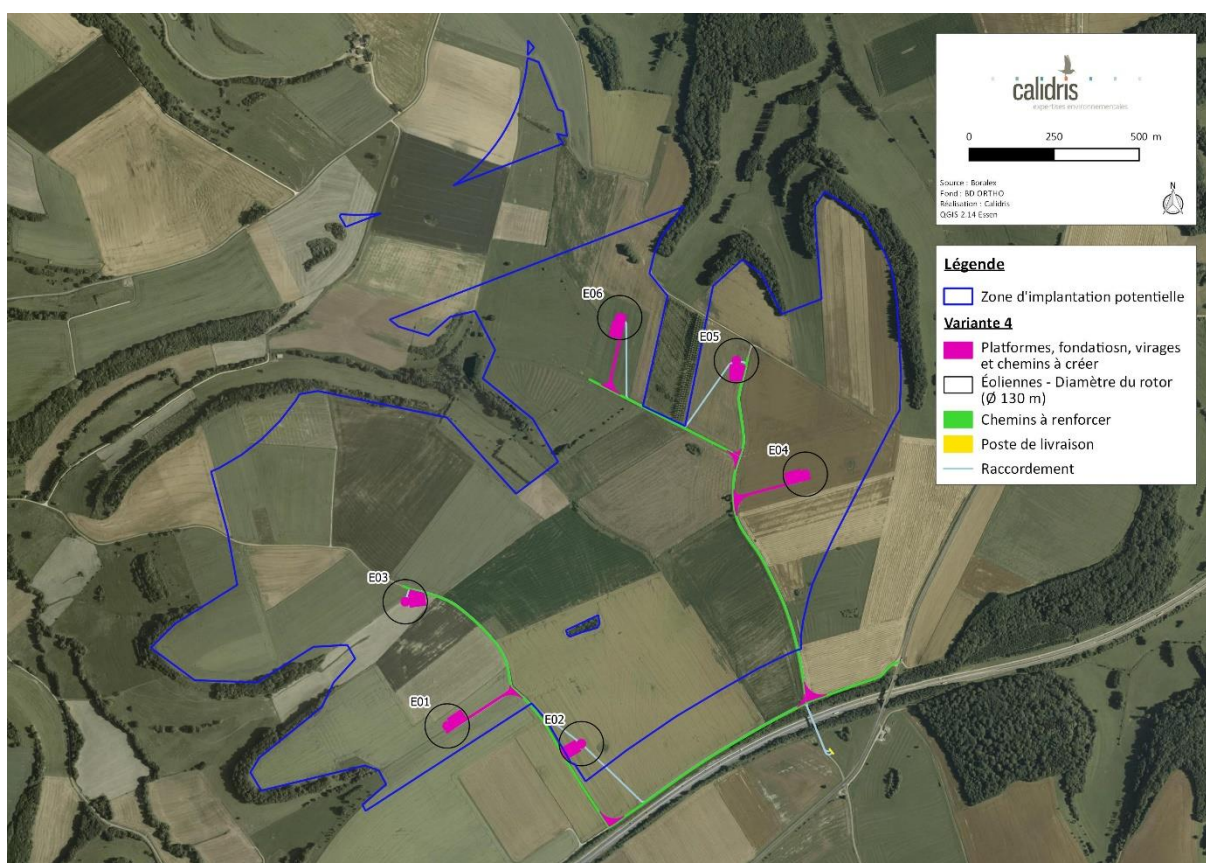 calidris
expertises environnementales
0 250 500 m
Source : Boralex
Fond : BD ORTHO
Réalisation : Calidris
QGIS 2.14 Essen
N
Légende
Zone d'implantation potentielle
Variante 4
Platformes, fondatiosn, virages
et chemins à créer
Éoliennes - Diamètre du rotor
(Ø 130 m)
Chemins à renforcer
Poste de livraison
Raccordement
E06
E05
E04
E03
E01
E02